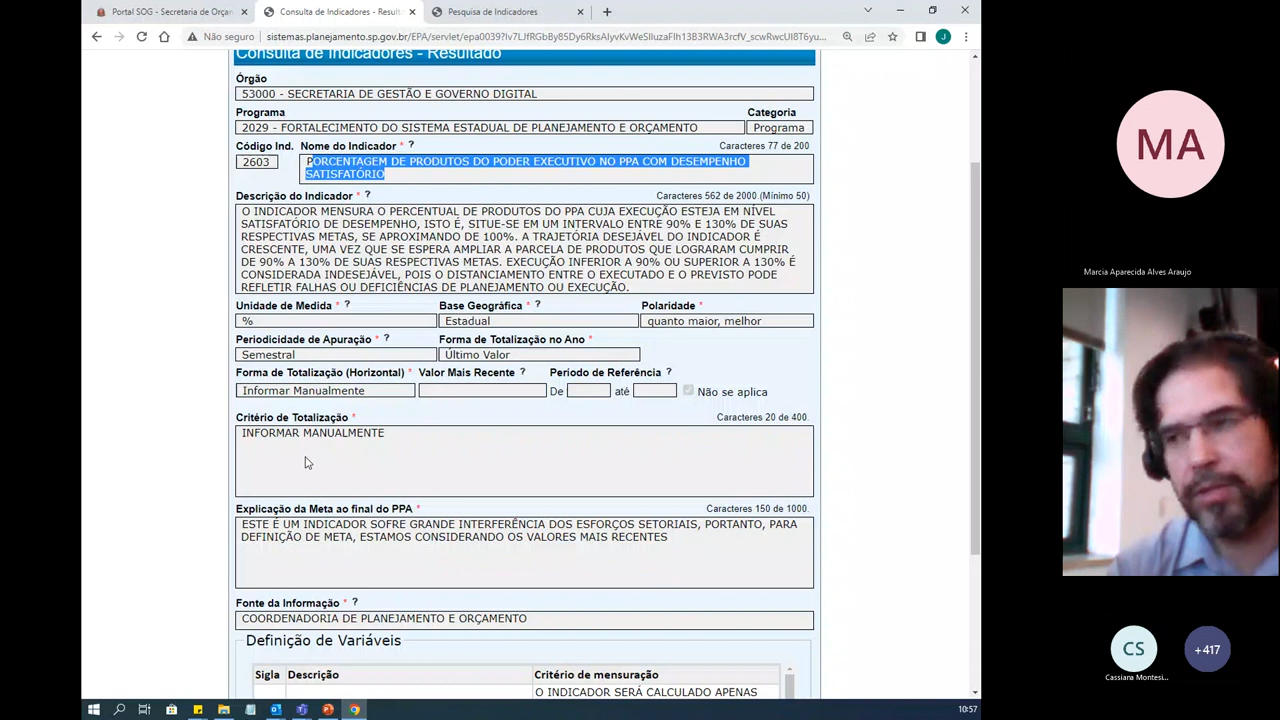 Portal SOG - Secretaria de Orçan
Consulta de Indicadores - Result
Pesquisa de Indicadores
Não seguro
sistemas.planejamento.sp.gov.br/EPA/servlet/
Consulta de Indicadores - Resultado
Órgão
53000 - SECRETARIA DE GESTÃO E GOVERNO DIGITAL
Programa Categoria
2029 - FORTALECIMENTO DO SISTEMA ESTADUAL DE PLANEJAMENTO E ORÇAMENTO Programa
Código Ind. Nome do Indicador * ? Caracteres 77 de 200
2603 PORCENTAGEM DE PRODUTOS DO PODER EXECUTIVO NO PPA COM DESEMPENHO
SATISFATÓRIO
Descrição do Indicador * ? Caracteres 562 de 2000.(Mínimo 50)
O INDICADOR MENSURA O PERCENTUAL DE PRODUTOS DO PPA CUJA EXECUÇÃO ESTEJA EM NÍVEL
SATISFATÓRIO DE DESEMPENHO, ISTO É, SITUE-SE EM UM INTERVALO ENTRE 90% E 130% DE SUAS
RESPECTIVAS METAS, SE APROXIMANDO DE 100%. A TRAJETÓRIA DESEJÁVEL DO INDICADOR É
CRESCENTE, UMA VEZ QUE SE ESPERA AMPLIAR A PARCELA DE PRODUTOS QUE LOGRARAM CUMPRIR
DE 90% A 130% DE SUAS RESPECTIVAS METAS. EXECUÇÃO INFERIOR A 90% OU SUPERIOR A 130% É
CONSIDERADA INDESEJÁVEL, POIS O DISTANCIAMENTO ENTRE O EXECUTADO E O PREVISTO PODE
REFLETIR FALHAS OU DEFICIÊNCIAS DE PLANEJAMENTO OU EXECUÇÃO.
Unidade de Medida * ? Base Geográfica * ? Polaridade *
% Estadual quanto maior, melhor
Periodicidade de Apuração * ? Forma de Totalização no Ano *
Semestral Último Valor
Forma de Totalização (Horizontal) * Valor Mais Recente ? Período de Referência ?
Informar Manualmente De até Não se aplica
Critério de Totalização * Caracteres 20 de 400.
INFORMAR MANUALMENTE
Explicação da Meta ao final do PPA * Caracteres 150 de 1000.
ESTE É UM INDICADOR SOFRE GRANDE INTERFERÊNCIA DOS ESFORÇOS SETORIAIS, PORTANTO, PARA
DEFINIÇÃO DE META, ESTAMOS CONSIDERANDO OS VALORES MAIS RECENTES
Fonte da Informação * ?
COORDENADORIA DE PLANEJAMENTO E ORÇAMENTO
Definição de Variáveis
Sigla Descrição Critério de mensuração
O INDICADOR SERÁ CALCULADO APENAS
10:57
J
MA
Marcia Aparecida Alves Araujo
CS
+417
Cassiana Montesi...